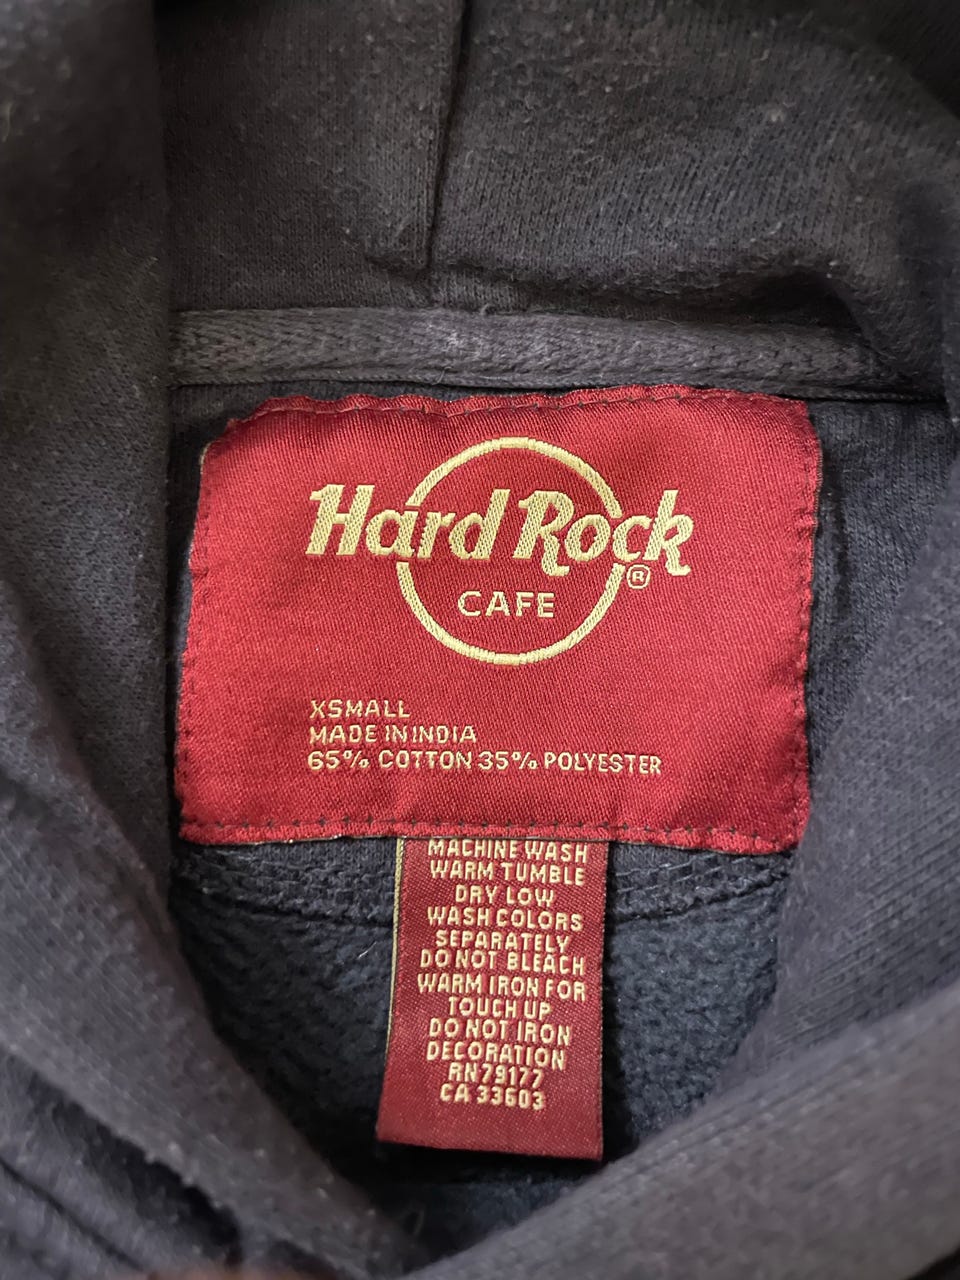 Hard Rock
®
CAFE
XSMALL
MADE IN INDIA
65% COTTON 35% POLYESTER
MACHINE WASH
WARM TUMBLE
DRY LOW
WASH COLORS
SEPARATELY
DO NOT BLEACH
WARM IRON FOR
TOUCH UP
DO NOT IRON
DECORATION
RN79177
CA 33603